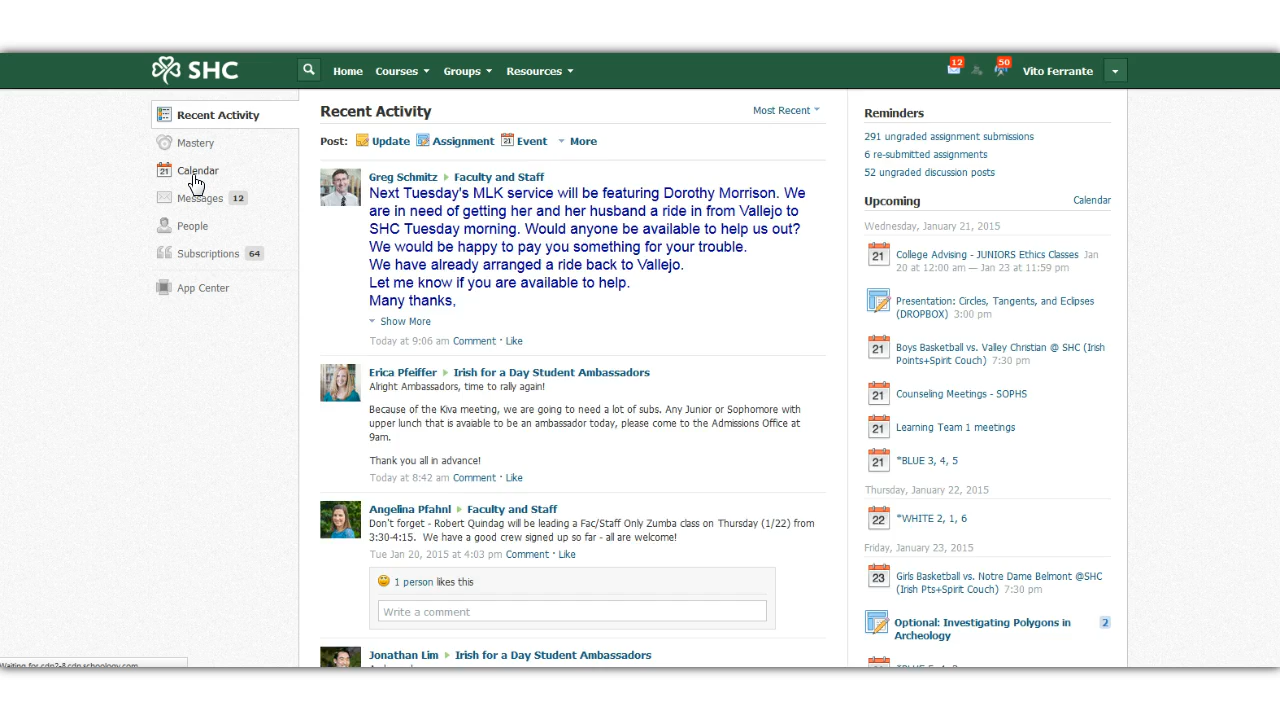 SHC
Home Courses Groups Resources
12
50
Vito Ferrante
Recent Activity
Mastery
21 Calendar
Messages 12
People
Subscriptions 64
App Center
Recent Activity
Most Recent
Post: Update Assignment 21 Event More
Greg Schmitz Faculty and Staff
Next Tuesday's MLK service will be featuring Dorothy Morrison. We
are in need of getting her and her husband a ride in from Vallejo to
SHC Tuesday morning. Would anyone be available to help us out?
We would be happy to pay you something for your trouble.
We have already arranged a ride back to Vallejo.
Let me know if you are available to help.
Many thanks,
Show More
Today at 9:06 am Comment · Like
Erica Pfeiffer Irish for a Day Student Ambassadors
Alright Ambassadors, time to rally again!
Because of the Kiva meeting, we are going to need a lot of subs. Any Junior or Sophomore with
upper lunch that is avaiable to be an ambassador today, please come to the Admissions Office at
9am.
Thank you all in advance!
Today at 8:42 am Comment · Like
Angelina Pfahnl Faculty and Staff
Don't forget - Robert Quindag will be leading a Fac/Staff Only Zumba class on Thursday (1/22) from
3:30-4:15. We have a good crew signed up so far - all are welcome!
Tue Jan 20, 2015 at 4:03 pm Comment · Like
1 person likes this
Write a comment
Jonathan Lim Irish for a Day Student Ambassadors
Reminders
291 ungraded assignment submissions
6 re-submitted assignments
52 ungraded discussion posts
Upcoming
Calendar
Wednesday, January 21, 2015
21 College Advising - JUNIORS Ethics Classes Jan
20 at 12:00 am — Jan 23 at 11:59 pm
Presentation: Circles, Tangents, and Eclipses
(DROPBOX) 3:00 pm
21 Boys Basketball vs. Valley Christian @ SHC (Irish
Points+Spirit Couch) 7:30 pm
21 Counseling Meetings - SOPHS
21 Learning Team 1 meetings
21 *BLUE 3, 4, 5
Thursday, January 22, 2015
22 *WHITE 2, 1, 6
Friday, January 23, 2015
23 Girls Basketball vs. Notre Dame Belmont @SHC
(Irish Pts+Spirit Couch) 7:30 pm
Optional: Investigating Polygons in 2
Archeology